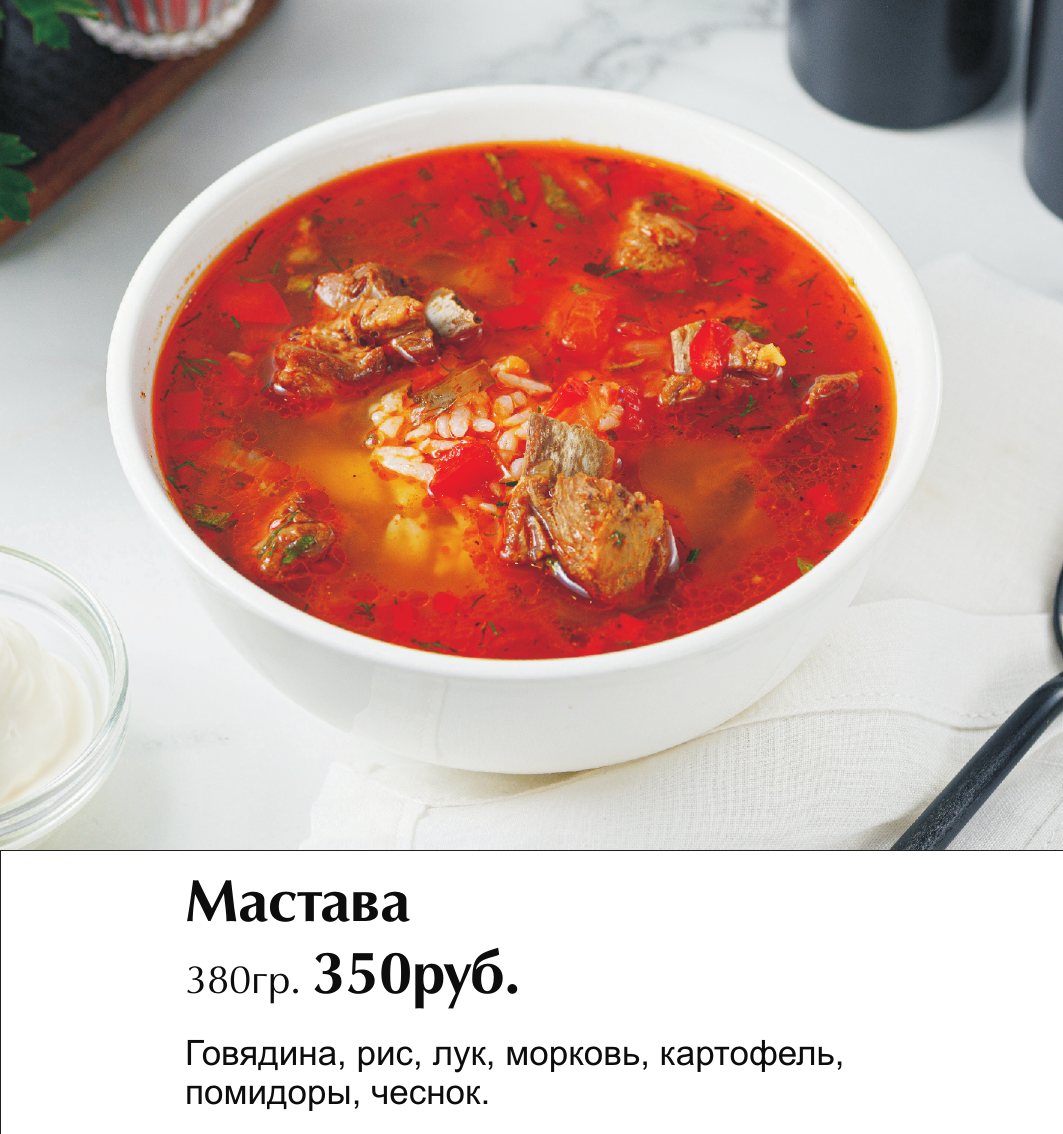 Мастава
380гр. 350руб.
Говядина, рис, лук, морковь, картофель,
помидоры, чеснок.